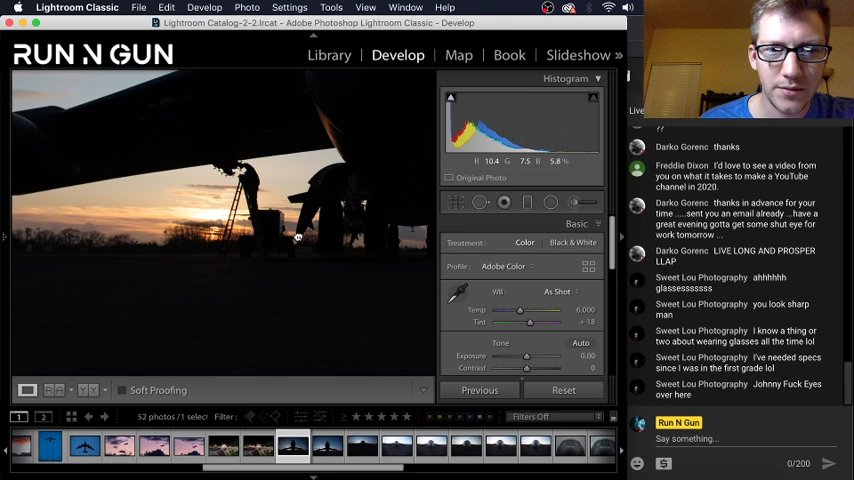 Lightroom Classic File Edit Develop Photo Settings Tools View Window Help
Lightroom Catalog-2-2.lrcat - Adobe Photoshop Lightroom Classic - Develop
RUN N GUN
Library | Develop | Map | Book | Slideshow »
Histogram
R 10.4 G 7.5 B 5.8 %
Original Photo
Basic
Treatment: Color Black & White
Profile: Adobe Color
WB: As Shot
Temp 6,000
Tint + 18
Tone Auto
Exposure 0.00
Contrast 0
Soft Proofing
Previous Reset
1 2 52 photos /1 select Filter: Filters Off
Live
??
Darko Gorenc thanks
Freddie Dixon I'd love to see a video from
you on what it takes to make a YouTube
channel in 2020.
Darko Gorenc thanks in advance for your
time .....sent you an email already ...have a
great evening gotta get some shut eye for
work tomorrow ...
Darko Gorenc LIVE LONG AND PROSPER
LLAP
Sweet Lou Photography ahhhhhh
glassesssssss
Sweet Lou Photography you look sharp
man
Sweet Lou Photography I know a thing or
two about wearing glasses all the time lol
Sweet Lou Photography I've needed specs
since I was in the first grade lol
Sweet Lou Photography Johnny Fuck Eyes
over here
Run N Gun
Say something...
0/200